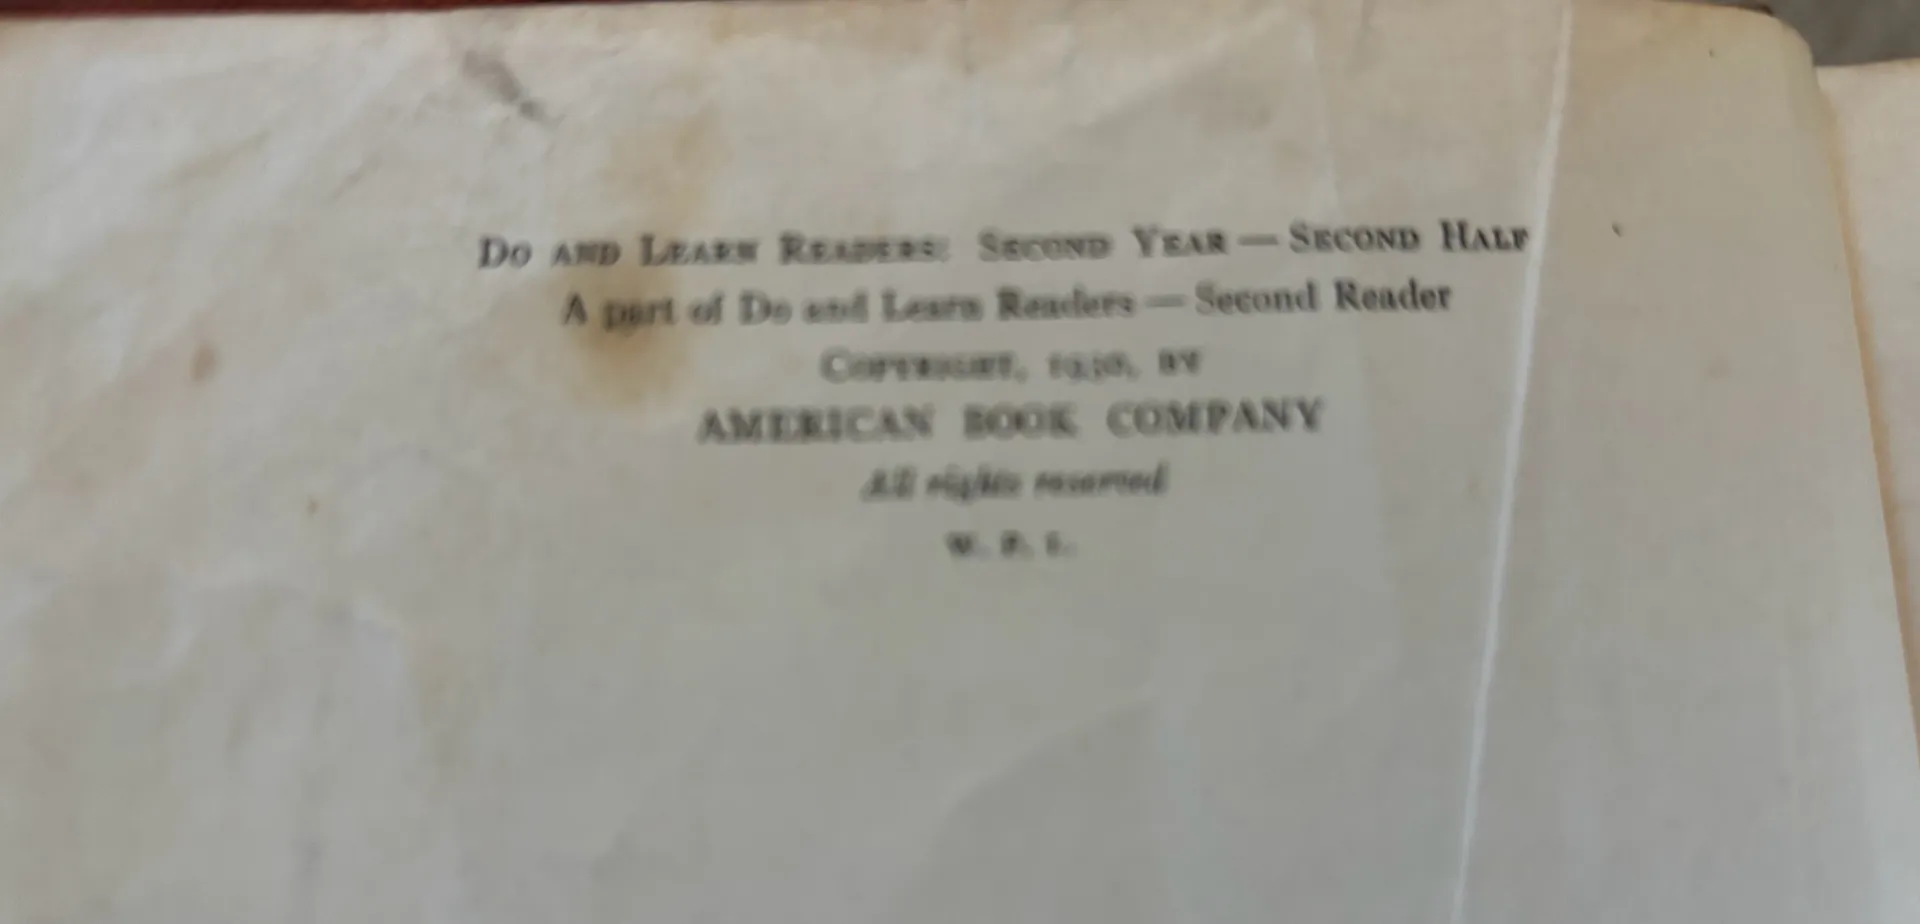 DO AND LEARN READERS: SECOND YEAR — SECOND HALF
A part of Do and Learn Readers — Second Reader
COPYRIGHT, 1930, BY
AMERICAN BOOK COMPANY
All rights reserved
W. P. I.